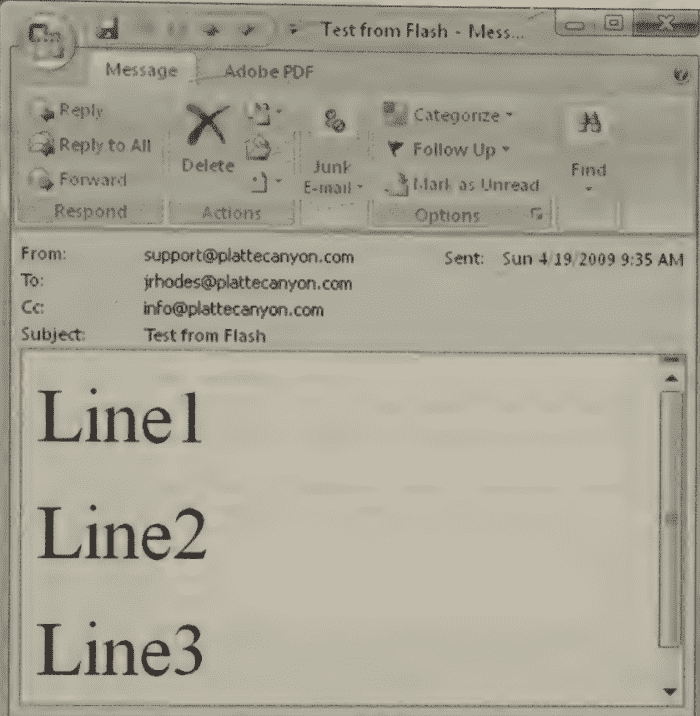 Test from Flash - Mess...
Message Adobe PDF
Reply
Reply to All
Forward
Respond
Delete
Actions
Junk
E-mail
Categorize
Follow Up
Mark as Unread
Options
Find
From: support@plattecanyon.com Sent: Sun 4/19/2009 9:35 AM
To: jrhodes@plattecanyon.com
Cc: info@plattecanyon.com
Subject: Test from Flash
Line1
Line2
Line3